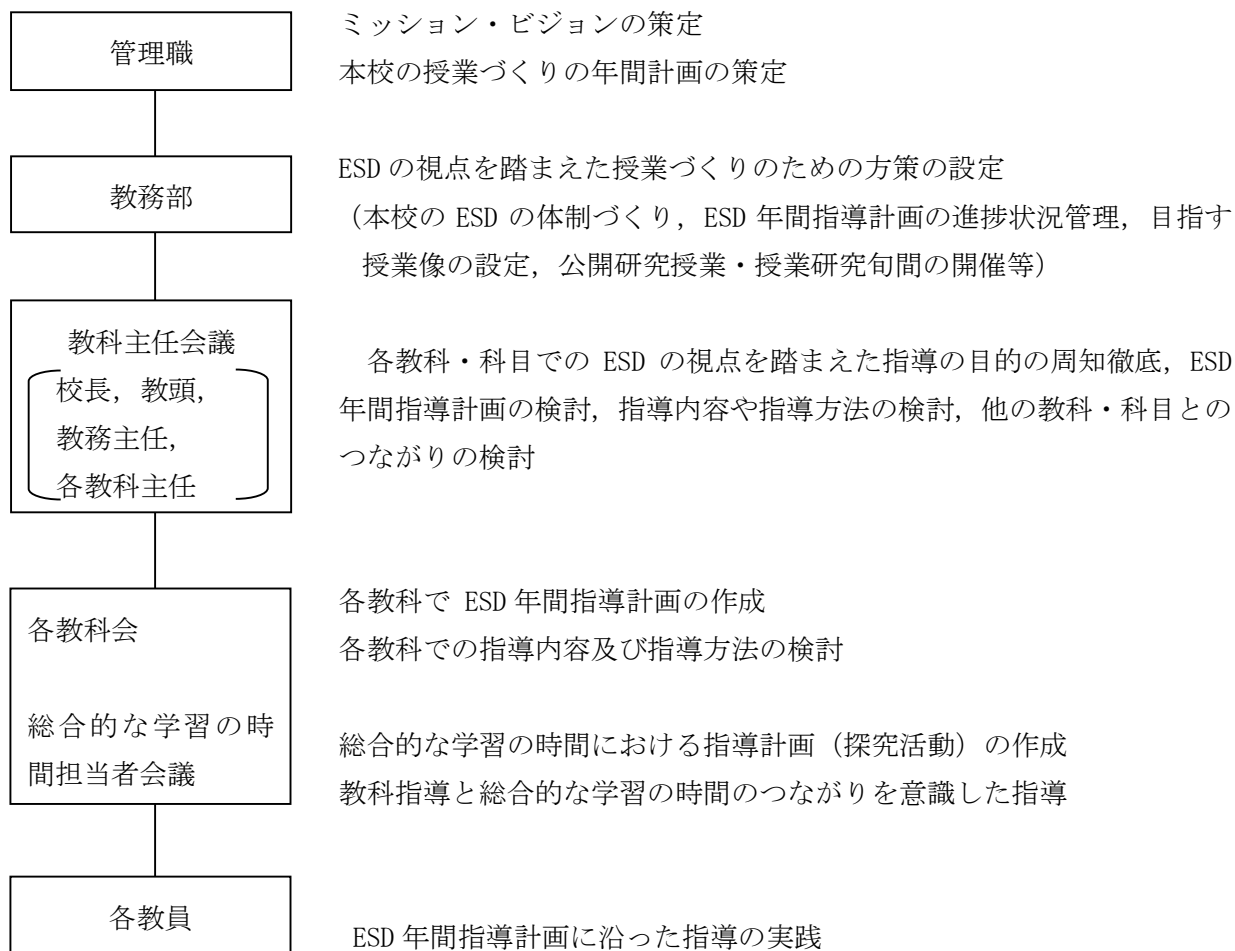 管理職
ミッション・ビジョンの策定
本校の授業づくりの年間計画の策定
教務部
ESD の視点を踏まえた授業づくりのための方策の設定
（本校の ESD の体制づくり，ESD 年間指導計画の進捗状況管理，目指す
授業像の設定，公開研究授業・授業研究旬間の開催等）
教科主任会議
校長，教頭，
教務主任，
各教科主任
各教科・科目での ESD の視点を踏まえた指導の目的の周知徹底，ESD
年間指導計画の検討，指導内容や指導方法の検討，他の教科・科目との
つながりの検討
各教科会
総合的な学習の時
間担当者会議
各教科で ESD 年間指導計画の作成
各教科での指導内容及び指導方法の検討
総合的な学習の時間における指導計画（探究活動）の作成
教科指導と総合的な学習の時間のつながりを意識した指導
各教員
ESD 年間指導計画に沿った指導の実践